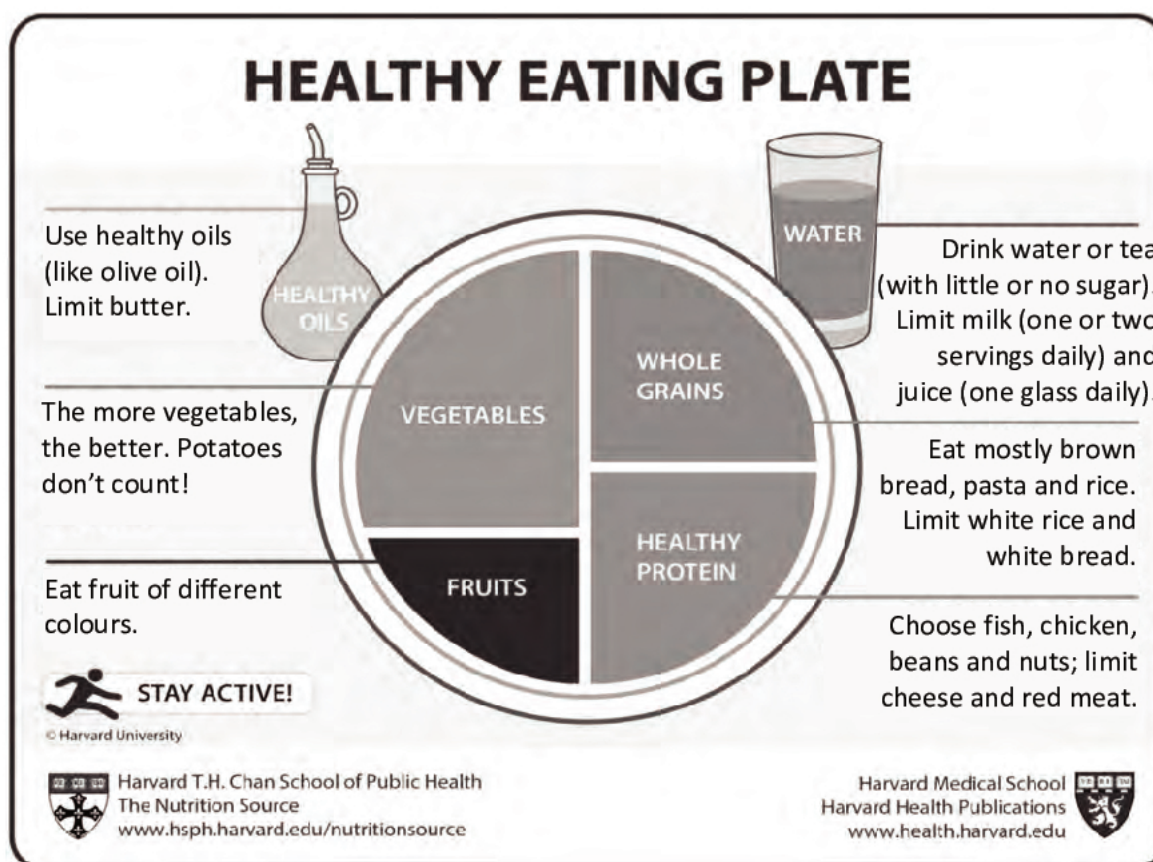 HEALTHY EATING PLATE
Use healthy oils
(like olive oil).
Limit butter.
HEALTHY
OILS
The more vegetables,
the better. Potatoes
don't count!
Eat fruit of different
colours.
VEGETABLES
FRUITS
WHOLE
GRAINS
HEALTHY
PROTEIN
WATER
Drink water or tea
(with little or no sugar).
Limit milk (one or two
servings daily) and
juice (one glass daily).
Eat mostly brown
bread, pasta and rice.
Limit white rice and
white bread.
Choose fish, chicken,
beans and nuts; limit
cheese and red meat.
STAY ACTIVE!
© Harvard University
Harvard T.H. Chan School of Public Health
The Nutrition Source
www.hsph.harvard.edu/nutritionsource
Harvard Medical School
Harvard Health Publications
www.health.harvard.edu